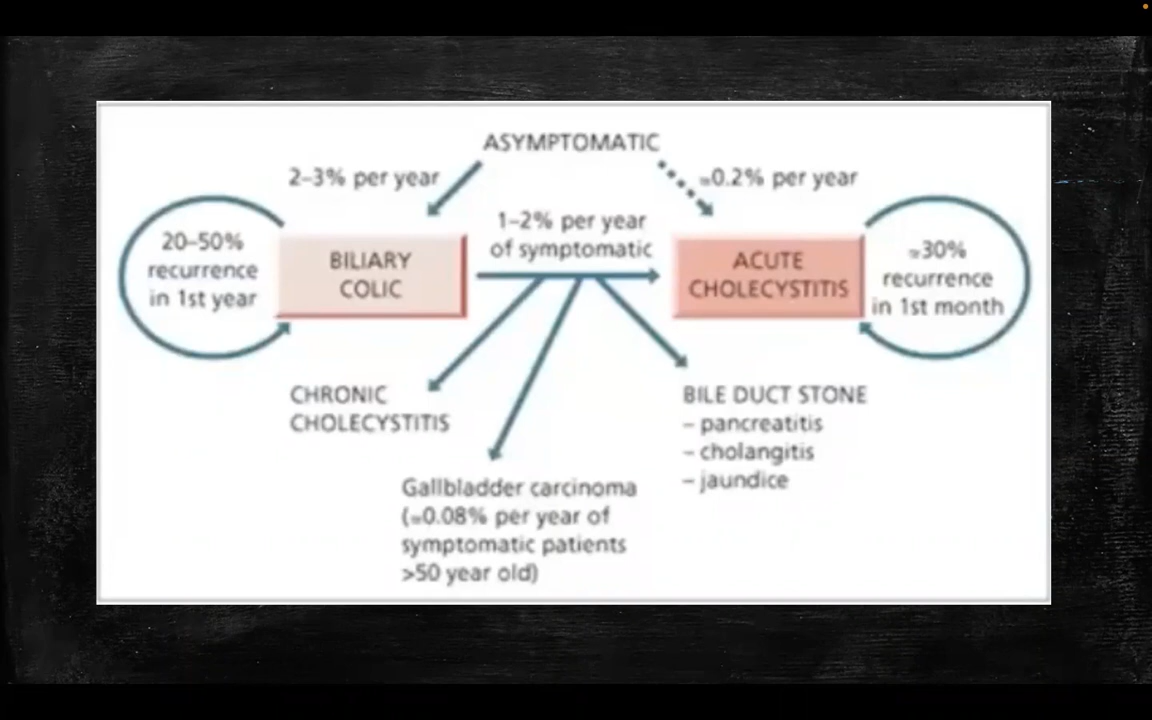 ASYMPTOMATIC
2–3% per year
≈0.2% per year
1–2% per year
of symptomatic
20–50%
recurrence
in 1st year
BILIARY
COLIC
ACUTE
CHOLECYSTITIS
≈30%
recurrence
in 1st month
CHRONIC
CHOLECYSTITIS
BILE DUCT STONE
– pancreatitis
– cholangitis
– jaundice
Gallbladder carcinoma
(≈0.08% per year of
symptomatic patients
>50 year old)